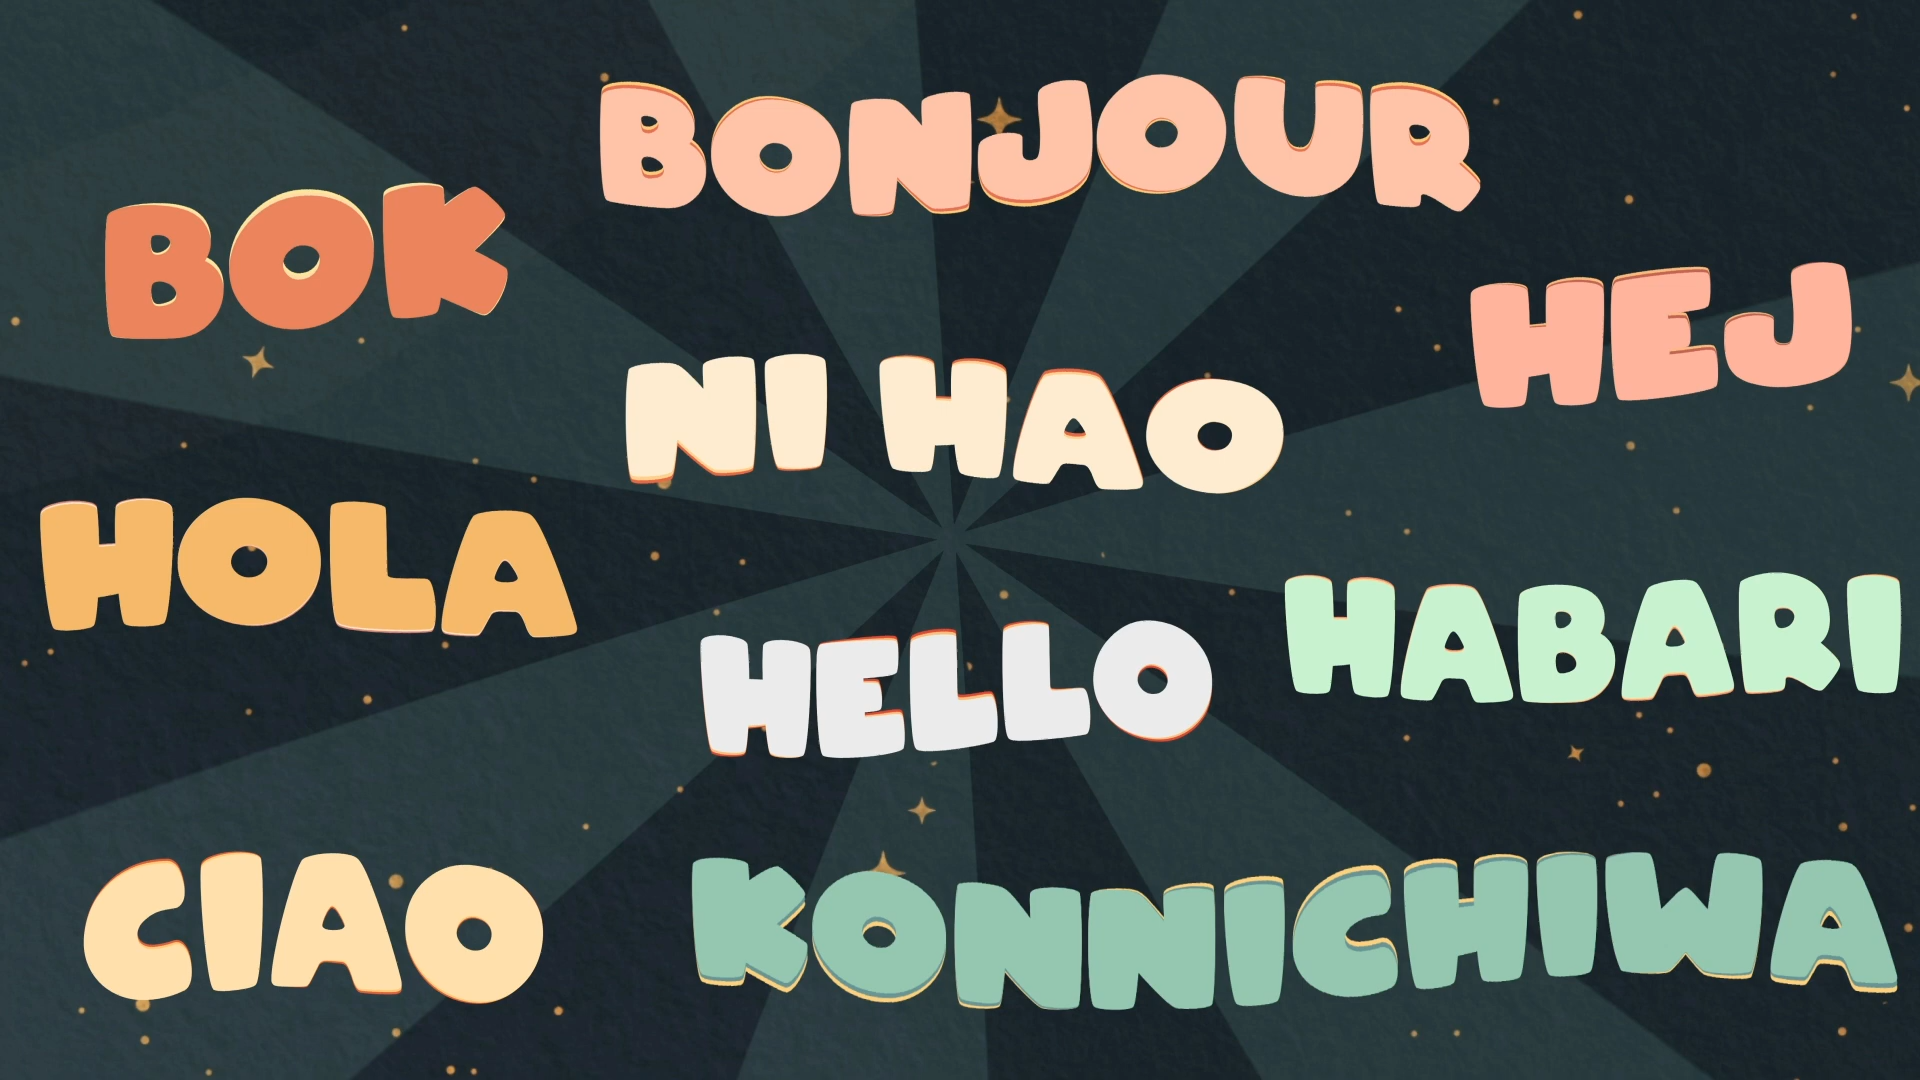 BONJOUR
BOK
HEJ
NI HAO
HOLA
HABARI
HELLO
CIAO
KONNICHIWA